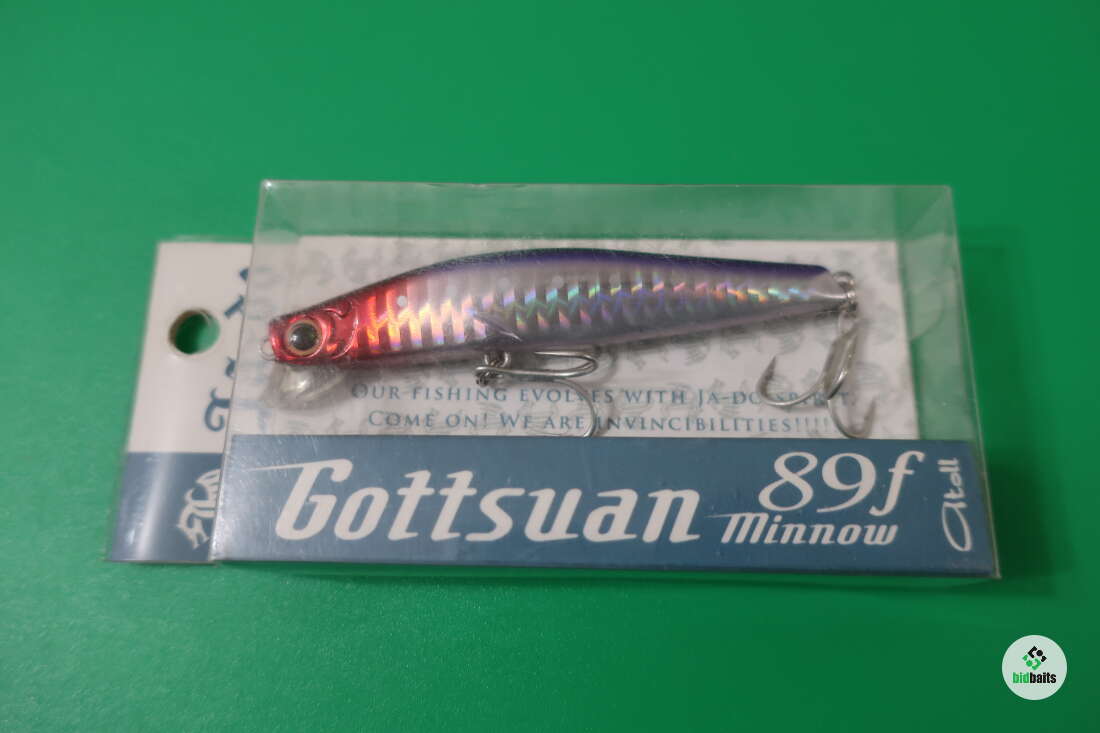 OUR FISHING EVOLVES WITH JA-DO SPIRIT.
COME ON! WE ARE INVINCIBILITIES!!!!!
Gottsuan 89f
Minnow
Atoll
bidbaits